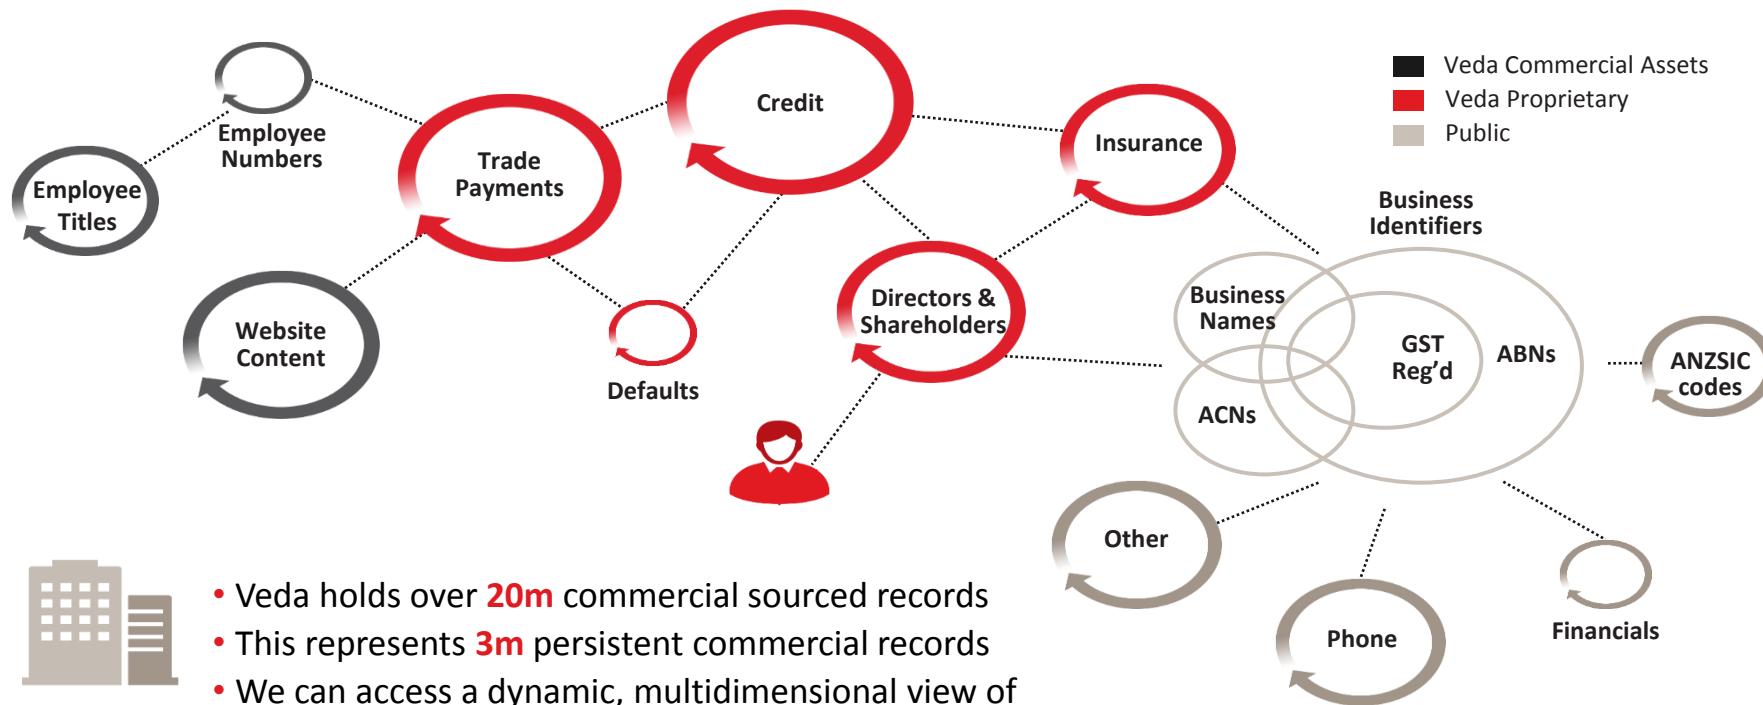 Veda Commercial Assets
Veda Proprietary
Public
Employee
Numbers
Employee
Titles
Trade
Payments
Credit
Insurance
Website
Content
Defaults
Directors &
Shareholders
Business
Identifiers
Business
Names
GST
Reg’d
ABNs
ACNs
ANZSIC
codes
Other
Phone
Financials
• Veda holds over 20m commercial sourced records
• This represents 3m persistent commercial records
• We can access a dynamic, multidimensional view of